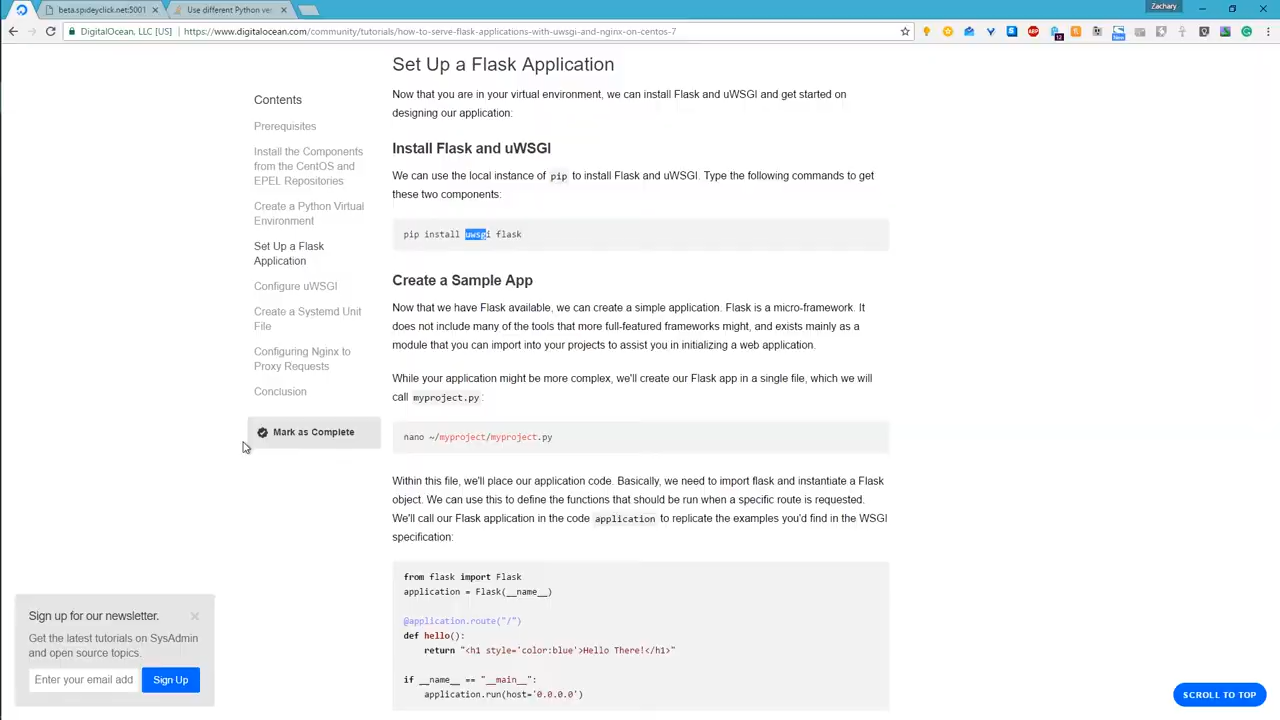 Zachary
beta.spideyclick.net:5001
Use different Python ve
DigitalOcean, LLC [US]
https://www.digitalocean.com/community/tutorials/how-to-serve-flask-applications-with-uwsgi-and-nginx-on-centos-7
Contents
Prerequisites
Install the Components
from the CentOS and
EPEL Repositories
Create a Python Virtual
Environment
Set Up a Flask
Application
Configure uWSGI
Create a Systemd Unit
File
Configuring Nginx to
Proxy Requests
Conclusion
Mark as Complete
Set Up a Flask Application
Now that you are in your virtual environment, we can install Flask and uWSGI and get started on
designing our application:
Install Flask and uWSGI
We can use the local instance of pip to install Flask and uWSGI. Type the following commands to get
these two components:
pip install uwsgi flask
Create a Sample App
Now that we have Flask available, we can create a simple application. Flask is a micro-framework. It
does not include many of the tools that more full-featured frameworks might, and exists mainly as a
module that you can import into your projects to assist you in initializing a web application.
While your application might be more complex, we'll create our Flask app in a single file, which we will
call myproject.py:
nano ~/myproject/myproject.py
Within this file, we'll place our application code. Basically, we need to import flask and instantiate a Flask
object. We can use this to define the functions that should be run when a specific route is requested.
We'll call our Flask application in the code application to replicate the examples you'd find in the WSGI
specification:
from flask import Flask
application = Flask(__name__)
@application.route("/")
def hello():
return "<h1 style='color:blue'>Hello There!</h1>"
if __name__ == "__main__":
application.run(host='0.0.0.0')
Sign up for our newsletter.
Get the latest tutorials on SysAdmin
and open source topics.
Enter your email add
Sign Up
SCROLL TO TOP